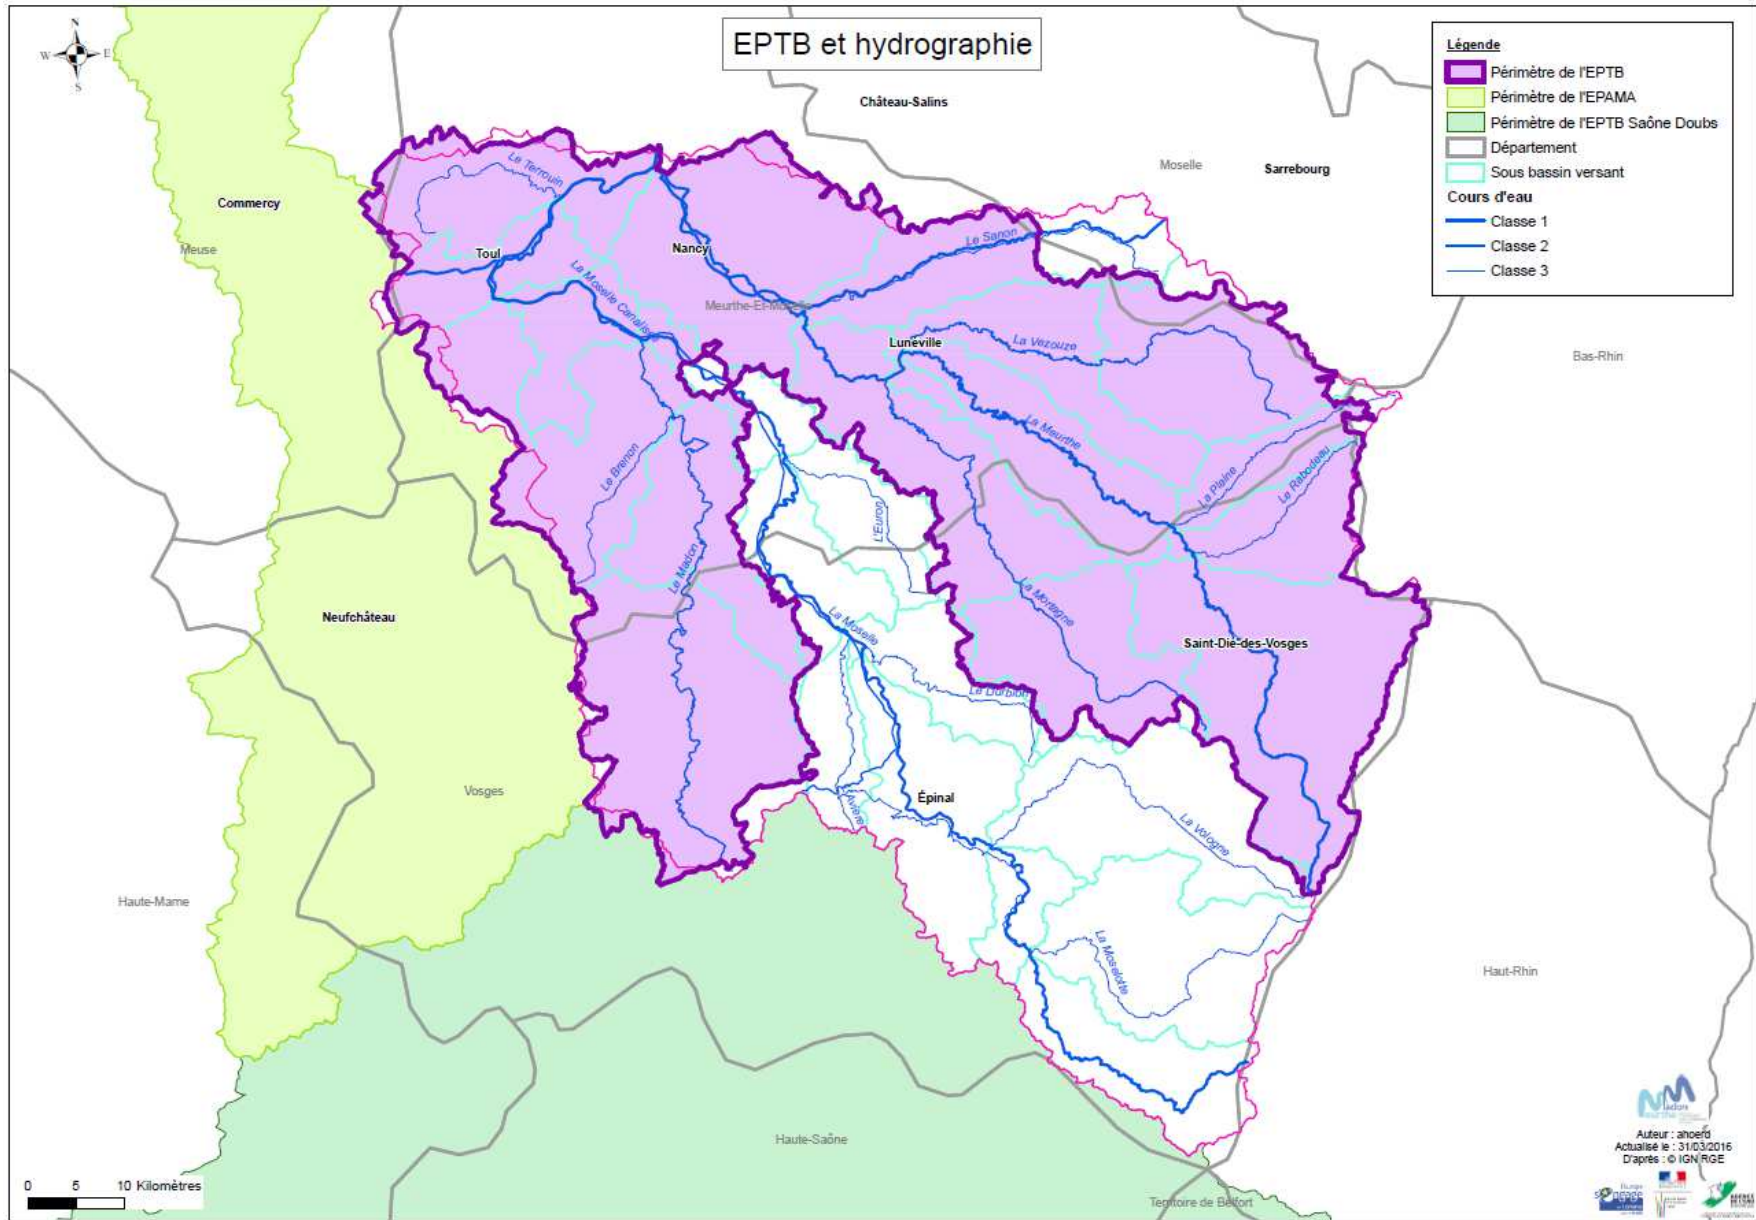 EPTB et hydrographie
N
W
E
S
Légende
Périmètre de l'EPTB
Périmètre de l'EPAMA
Périmètre de l'EPTB Saône Doubs
Département
Sous bassin versant
Cours d'eau
Classe 1
Classe 2
Classe 3
Château-Salins
Moselle
Sarrebourg
Le Terrouin
Commercy
Meuse
Toul
Nancy
Le Sanon
La Moselle Canalisée
Meurthe-Et-Moselle
Lunéville
La Vezouze
Bas-Rhin
La Meurthe
Le Brenon
La Plaine
Le Rabodeau
L'Euron
Le Madon
La Mortagne
Neufchâteau
La Moselle
Saint-Dié-des-Vosges
Le Durbion
Vosges
Épinal
L'Avière
La Vologne
Haute-Marne
La Moselotte
Haut-Rhin
Haute-Saône
Territoire de Belfort
0 5 10 Kilomètres
Auteur : ahoerd
Actualisé le : 31/03/2016
D'après : © IGN RGE